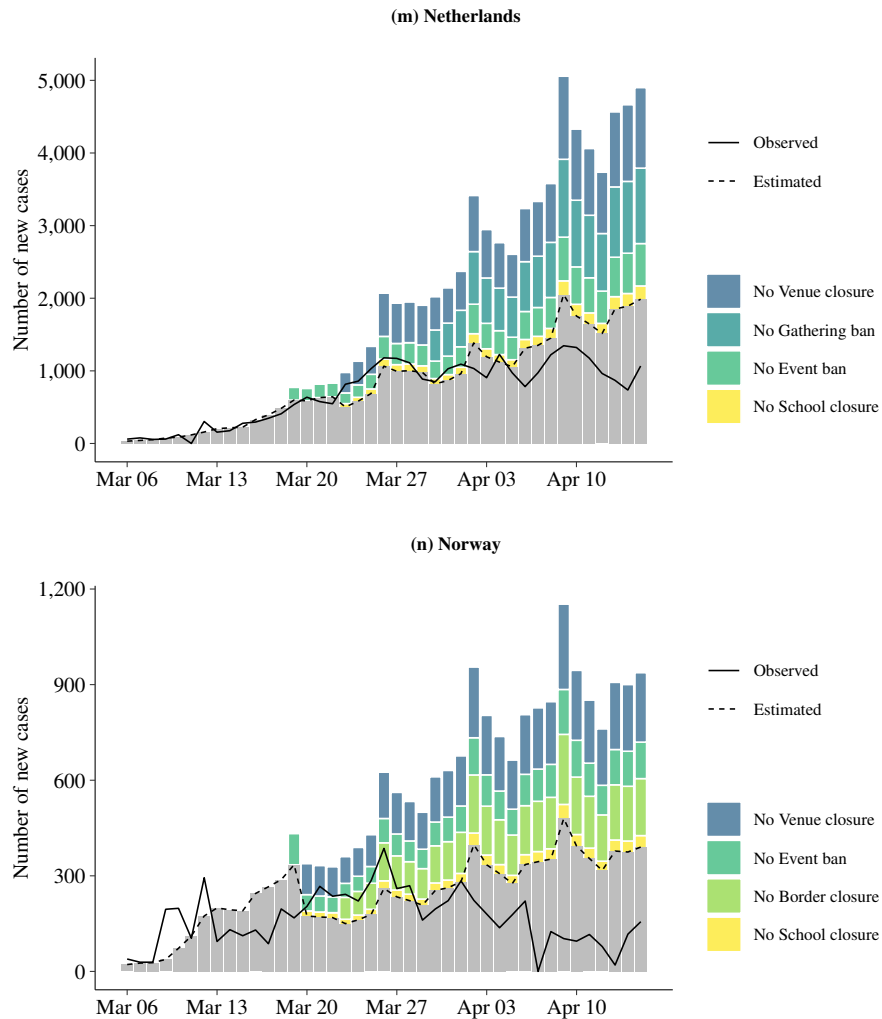 (m) Netherlands
5,000
4,000
3,000
2,000
1,000
0
Number of new cases
Mar 06 Mar 13 Mar 20 Mar 27 Apr 03 Apr 10
Observed
Estimated
No Venue closure
No Gathering ban
No Event ban
No School closure
(n) Norway
1,200
900
600
300
0
Number of new cases
Mar 06 Mar 13 Mar 20 Mar 27 Apr 03 Apr 10
Observed
Estimated
No Venue closure
No Event ban
No Border closure
No School closure